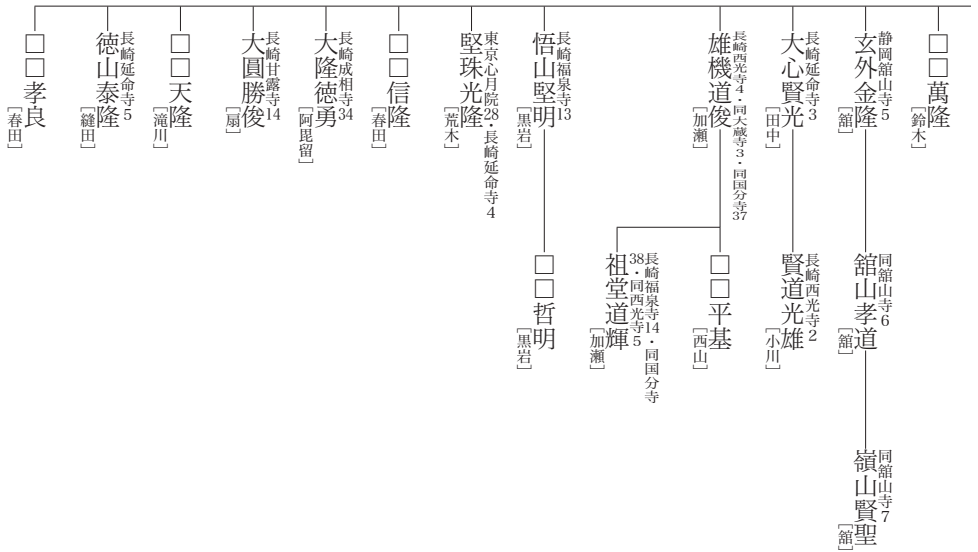 □□萬隆
[鈴木]
静岡舘山寺5
玄外金隆
[舘]
同舘山寺6
舘山孝道
[舘]
同舘山寺7
嶺山賢聖
[舘]
長崎延命寺3
大心賢光
[田中]
長崎西光寺2
賢道光雄
[小川]
長崎西光寺4・同大蔵寺3・同国分寺37
雄機道俊
[加瀬]
□□平基
[西山]
長崎福泉寺14・同国分寺
38・同西光寺5
祖堂道輝
[加瀬]
長崎福泉寺13
悟山堅明
[黒岩]
□□哲明
[黒岩]
東京心月院28・長崎延命寺4
堅珠光隆
[荒木]
□□信隆
[春田]
長崎成相寺34
大隆徳勇
[阿毘留]
長崎甘露寺14
大圓勝俊
[扇]
□□天隆
[滝川]
長崎延命寺5
徳山泰隆
[縫田]
□□孝良
[春田]